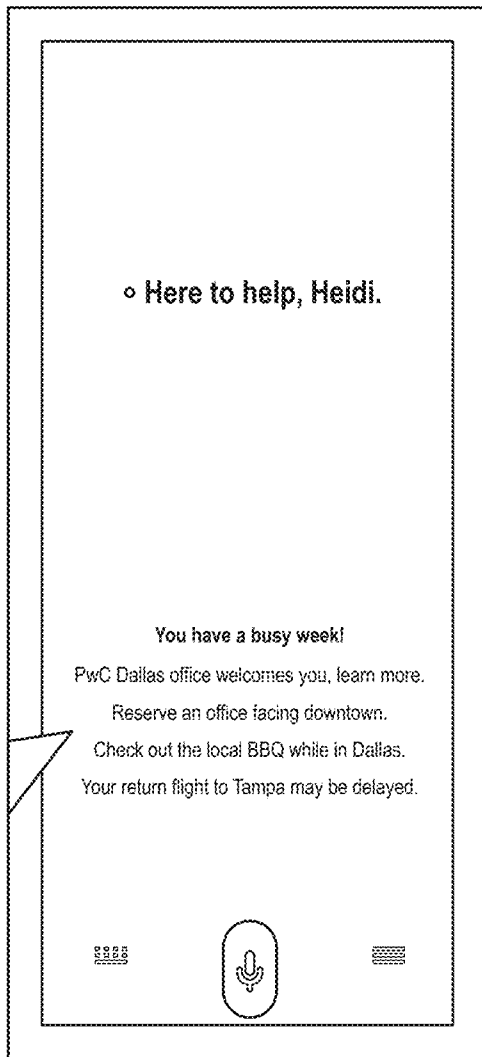 Here to help, Heidi.
You have a busy week!
PwC Dallas office welcomes you, learn more.
Reserve an office facing downtown.
Check out the local BBQ while in Dallas.
Your return flight to Tampa may be delayed.